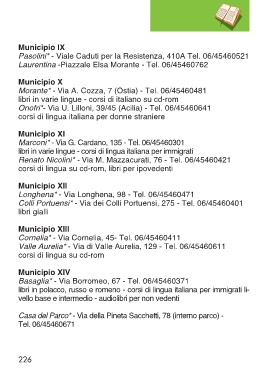 Municipio IX
Pasolini* - Viale Caduti per la Resistenza, 410A Tel. 06/45460521
Laurentina -Piazzale Elsa Morante - Tel. 06/45460762
Municipio X
Morante* - Via A. Cozza, 7 (Ostia) - Tel. 06/45460481
libri in varie lingue - corsi di italiano su cd-rom
Onofri*- Via U. Lilloni, 39/45 (Acilia) - Tel. 06/45460641
corsi di lingua italiana per donne straniere
Municipio XI
Marconi* - Via G. Cardano, 135 - Tel. 06/45460301
libri in varie lingue - corsi di lingua italiana per immigrati
Renato Nicolini* - Via M. Mazzacurati, 76 - Tel. 06/45460421
corsi di lingua su cd-rom, libri per ipovedenti
Municipio XII
Longhena* - Via Longhena, 98 - Tel. 06/45460471
Colli Portuensi* - Via dei Colli Portuensi, 275 - Tel. 06/45460401
libri gialli
Municipio XIII
Cornelia* - Via Cornelia, 45- Tel. 06/45460411
Valle Aurelia* - Via di Valle Aurelia, 129 - Tel. 06/45460611
corsi di lingua su cd-rom
Municipio XIV
Basaglia* - Via Borromeo, 67 - Tel. 06/45460371
libri in polacco, russo e romeno - corsi di lingua italiana per immigrati li-
vello base e intermedio - audiolibri per non vedenti
Casa del Parco* - Via della Pineta Sacchetti, 78 (interno parco) -
Tel. 06/45460671
226